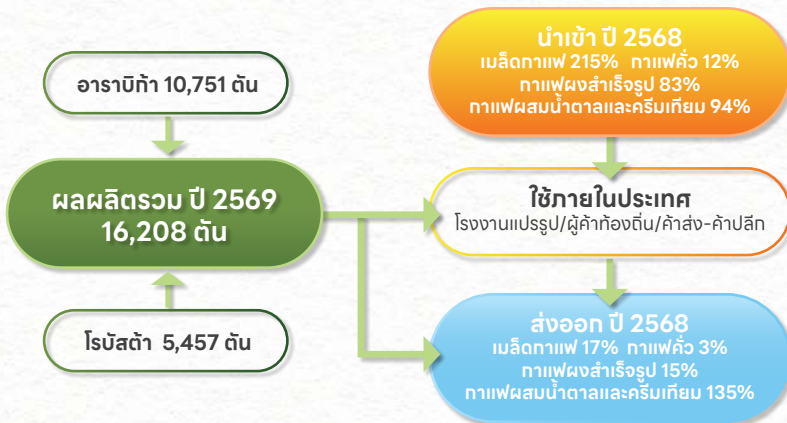 อาราบิก้า 10,751 ตัน
ผลผลิตรวม ปี 2569
16,208 ตัน
โรบัสต้า 5,457 ตัน
นำเข้า ปี 2568
เมล็ดกาแฟ 215% กาแฟคั่ว 12%
กาแฟผงสำเร็จรูป 83%
กาแฟผสมน้ำตาลและครีมเทียม 94%
ใช้ภายในประเทศ
โรงงานแปรรูป/ผู้ค้าท้องถิ่น/ค้าส่ง-ค้าปลีก
ส่งออก ปี 2568
เมล็ดกาแฟ 17% กาแฟคั่ว 3%
กาแฟผงสำเร็จรูป 15%
กาแฟผสมน้ำตาลและครีมเทียม 135%